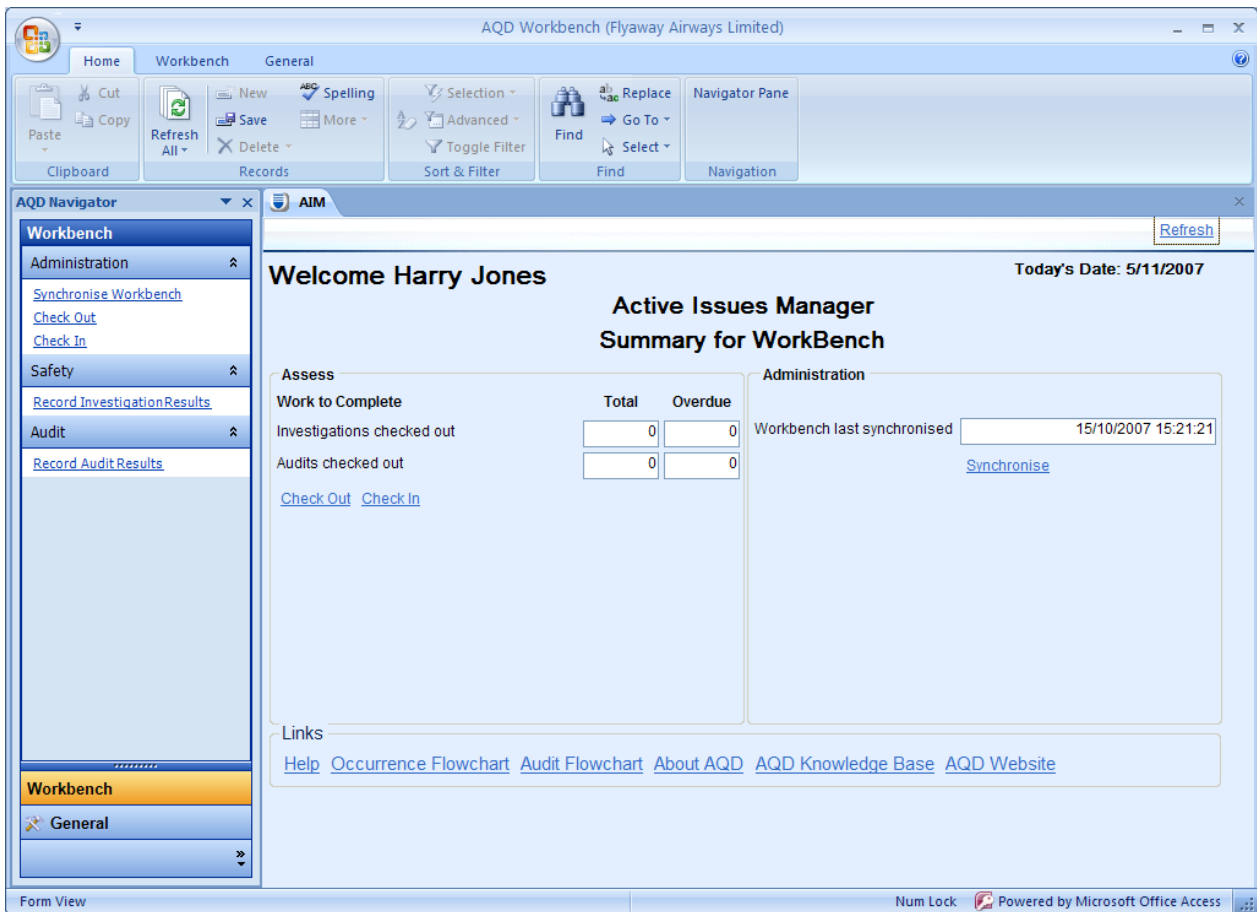 AQD Workbench (Flyaway Airways Limited)
Home Workbench General
Paste
Cut
Copy
Clipboard
Refresh All
New
Save
Delete
Spelling
More
Records
Selection
Advanced
Toggle Filter
Sort & Filter
Find
Replace
Go To
Select
Find
Navigator Pane
Navigation
AQD Navigator
Workbench
Administration
Synchronise Workbench
Check Out
Check In
Safety
Record Investigation Results
Audit
Record Audit Results
Workbench
General
AIM
Refresh
Welcome Harry Jones
Today's Date: 5/11/2007
Active Issues Manager
Summary for WorkBench
Assess
Work to Complete Total Overdue
Investigations checked out 0 0
Audits checked out 0 0
Check Out Check In
Administration
Workbench last synchronised 15/10/2007 15:21:21
Synchronise
Links
Help Occurrence Flowchart Audit Flowchart About AQD AQD Knowledge Base AQD Website
Form View Num Lock Powered by Microsoft Office Access